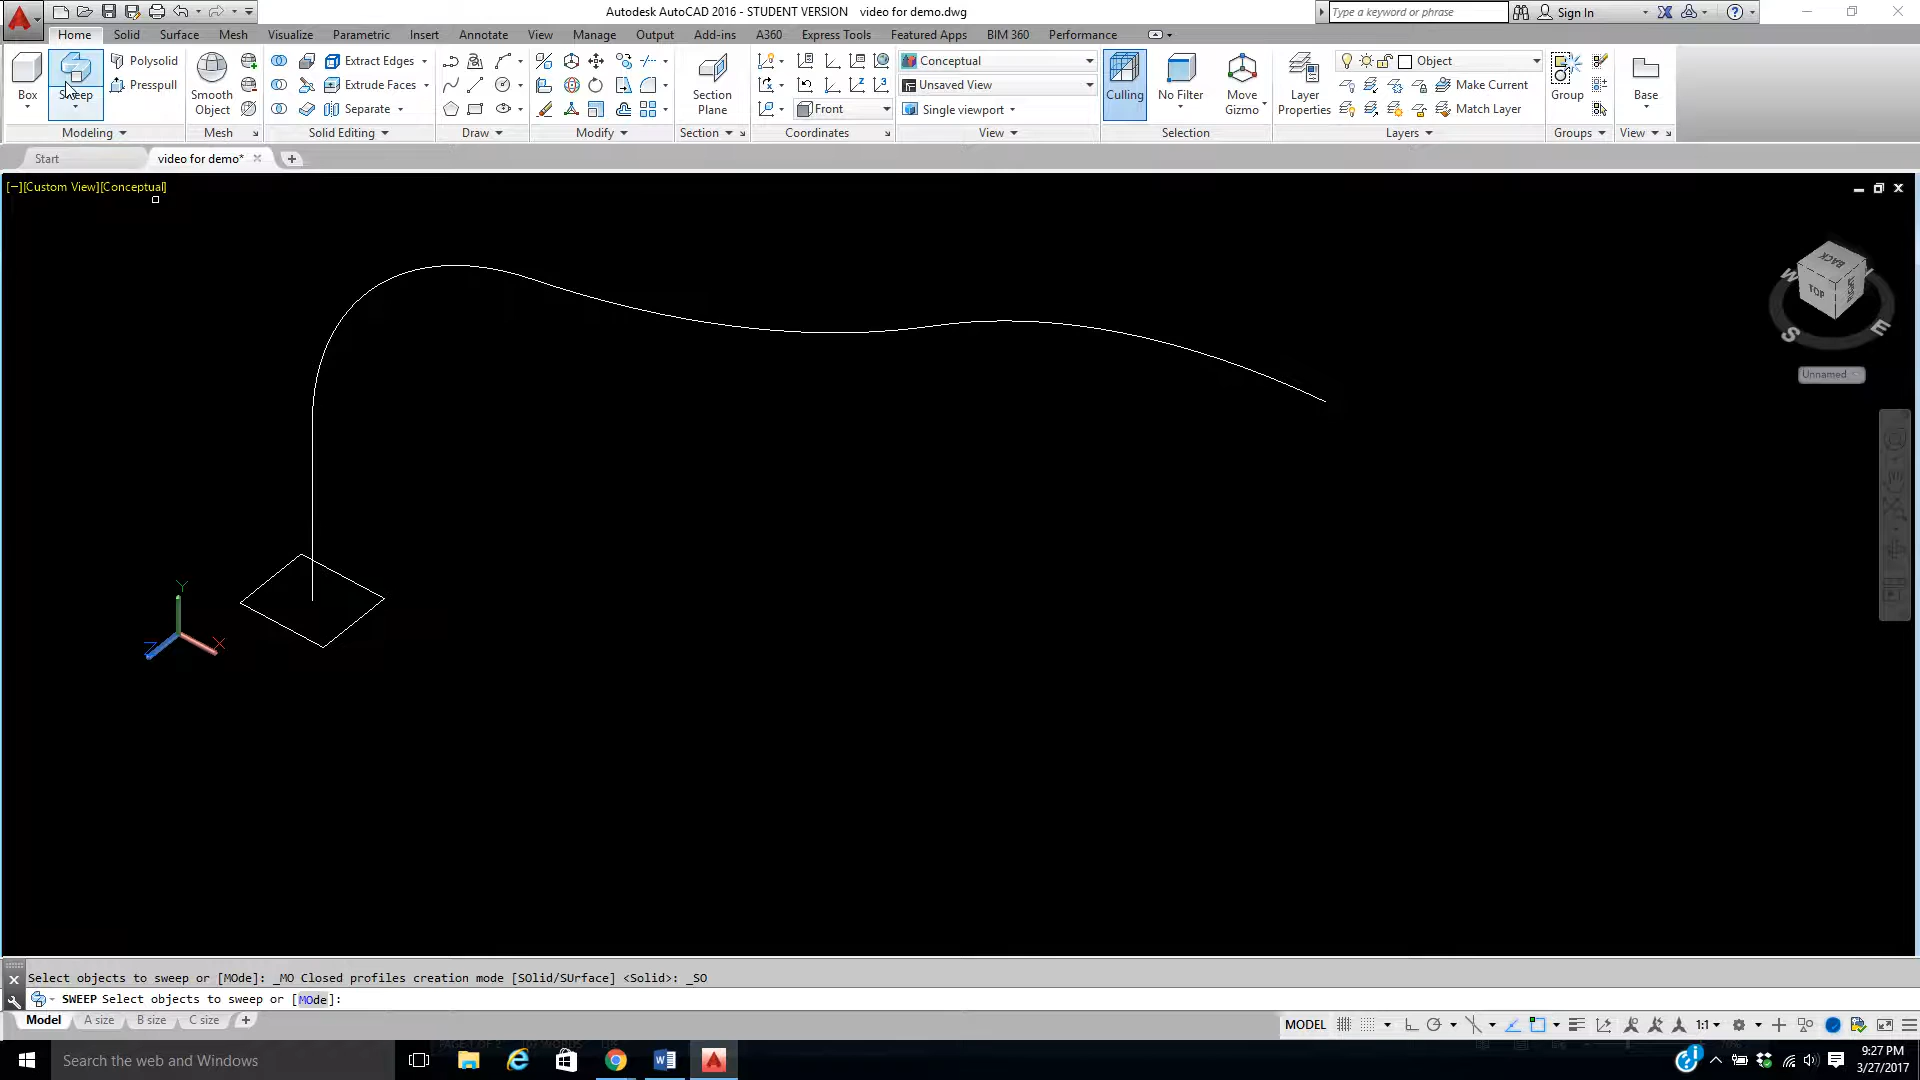 Autodesk AutoCAD 2016 - STUDENT VERSION video for demo.dwg
Type a keyword or phrase
Sign In
Home Solid Surface Mesh Visualize Parametric Insert Annotate View Manage Output Add-ins A360 Express Tools Featured Apps BIM 360 Performance
Box
Sweep
Polysolid
Presspull
Smooth
Object
Extract Edges
Extrude Faces
Separate
Section
Plane
Front
Conceptual
Unsaved View
Single viewport
Culling
No Filter
Move
Gizmo
Layer
Properties
Object
Make Current
Match Layer
Group
Base
Modeling Mesh Solid Editing Draw Modify Section Coordinates View Selection Layers Groups View
Start video for demo*
[−][Custom View][Conceptual]
BACK
TOP
W
S
E
Unnamed
Y
Z
X
Select objects to sweep or [MOde]: _MO Closed profiles creation mode [SOlid/SUrface] <Solid>: _SO
SWEEP Select objects to sweep or [MOde]:
Model A size B size C size
MODEL
1:1
Search the web and Windows
9:27 PM
3/27/2017